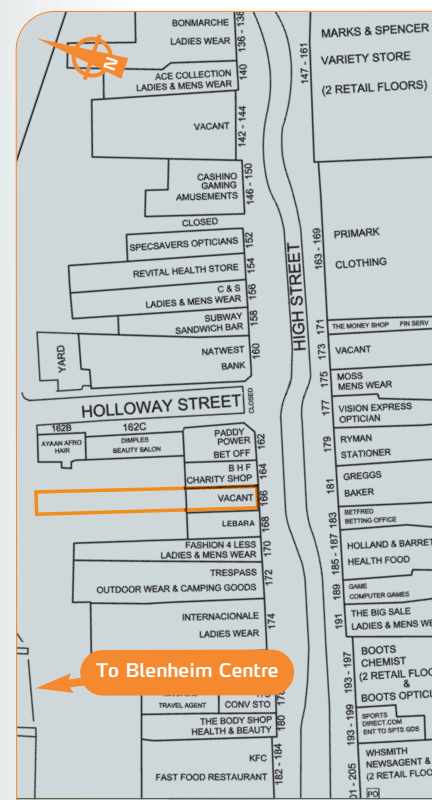 BONMARCHE
LADIES WEAR
136 - 138
N
ACE COLLECTION
LADIES & MENS WEAR
140
VACANT
142 - 144
CASHINO
GAMING
AMUSEMENTS
146 - 150
CLOSED
SPECSAVERS OPTICIANS
152
REVITAL HEALTH STORE
154
C & S
LADIES & MENS WEAR
156
SUBWAY
SANDWICH BAR
158
YARD
NATWEST
BANK
160
HOLLOWAY STREET
CLOSED
162B
AYAAN AFRO
HAIR
162C
DIMPLES
BEAUTY SALON
PADDY
POWER
BET OFF
162
B H F
CHARITY SHOP
164
VACANT
166
LEBARA
168
FASHION 4 LESS
LADIES & MENS WEAR
170
TRESPASS
OUTDOOR WEAR & CAMPING GOODS
172
INTERNACIONALE
LADIES WEAR
174
To Blenheim Centre
TRAVEL AGENT
CONV STO
THE BODY SHOP
HEALTH & BEAUTY
180
KFC
FAST FOOD RESTAURANT
182 - 184
HIGH STREET
147 - 161
MARKS & SPENCER
VARIETY STORE
(2 RETAIL FLOORS)
163 - 169
PRIMARK
CLOTHING
171
THE MONEY SHOP FIN SERV
173
VACANT
175
MOSS
MENS WEAR
177
VISION EXPRESS
OPTICIAN
179
RYMAN
STATIONER
181
GREGGS
BAKER
183
BETFRED
BETTING OFFICE
185 - 187
HOLLAND & BARRET
HEALTH FOOD
189
GAME
COMPUTER GAMES
191
THE BIG SALE
LADIES & MENS WE
193 - 197
BOOTS
CHEMIST
(2 RETAIL FLOO
&
BOOTS OPTICI
193 - 199
SPORTS
DIRECT.COM
ENT TO SPTS GDS
01 - 205
WHSMITH
NEWSAGENT &
(2 RETAIL FLOO
PO